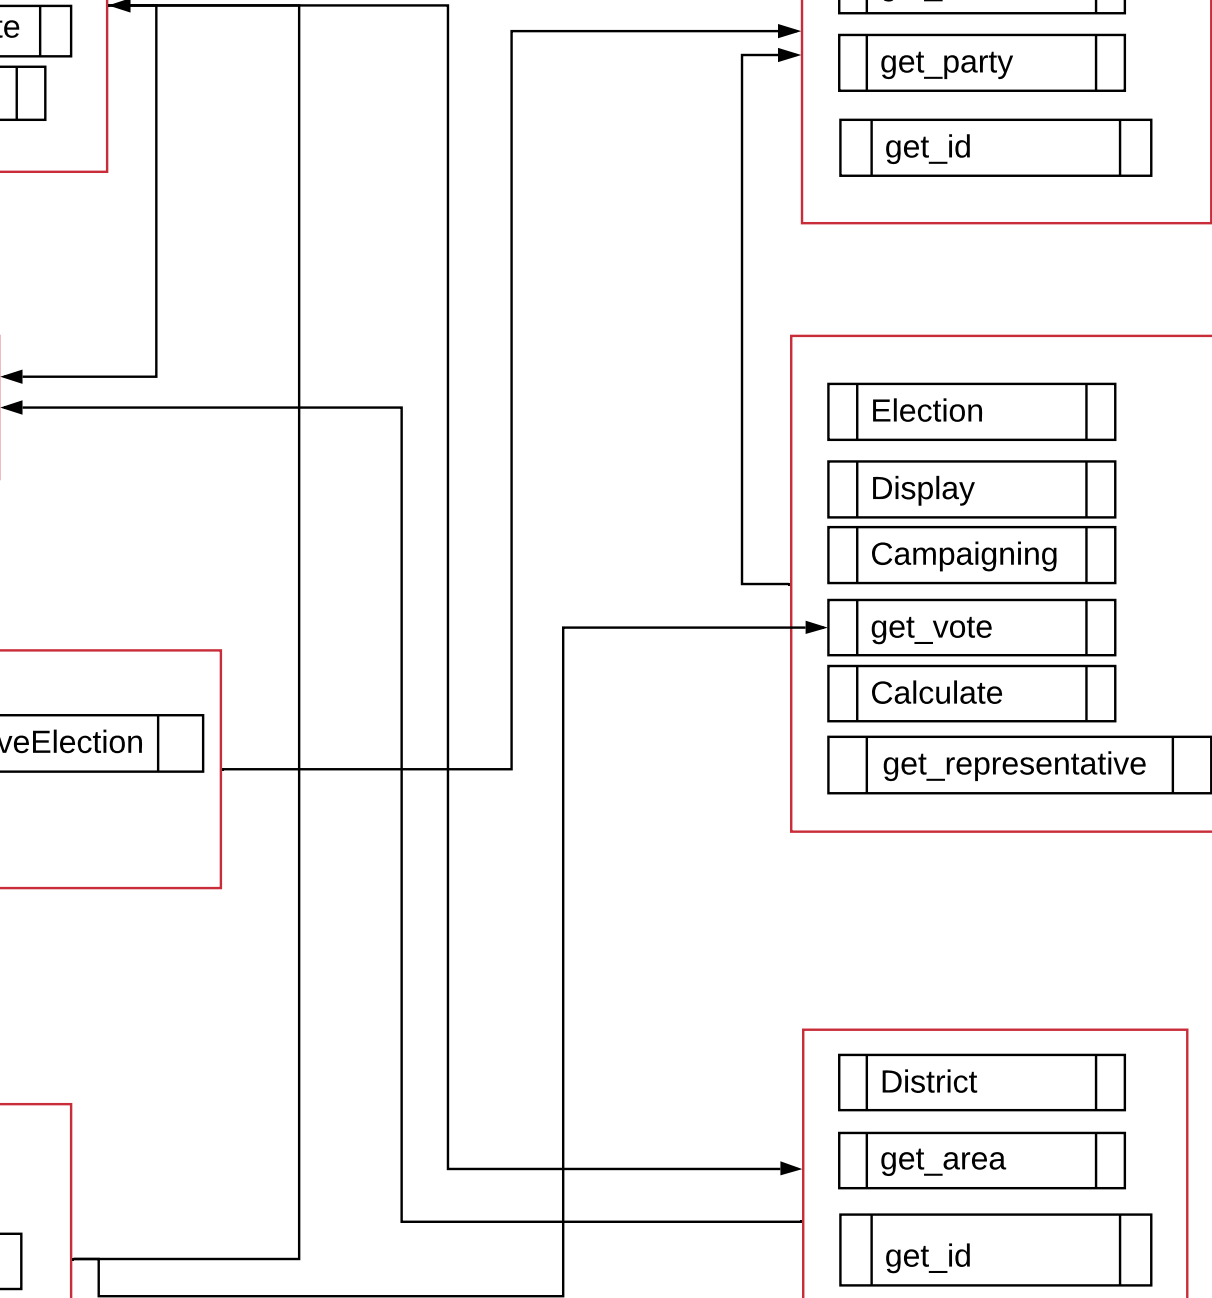 te
get_party
get_id
Election
Display
Campaigning
get_vote
Calculate
veElection
get_representative
District
get_area
get_id